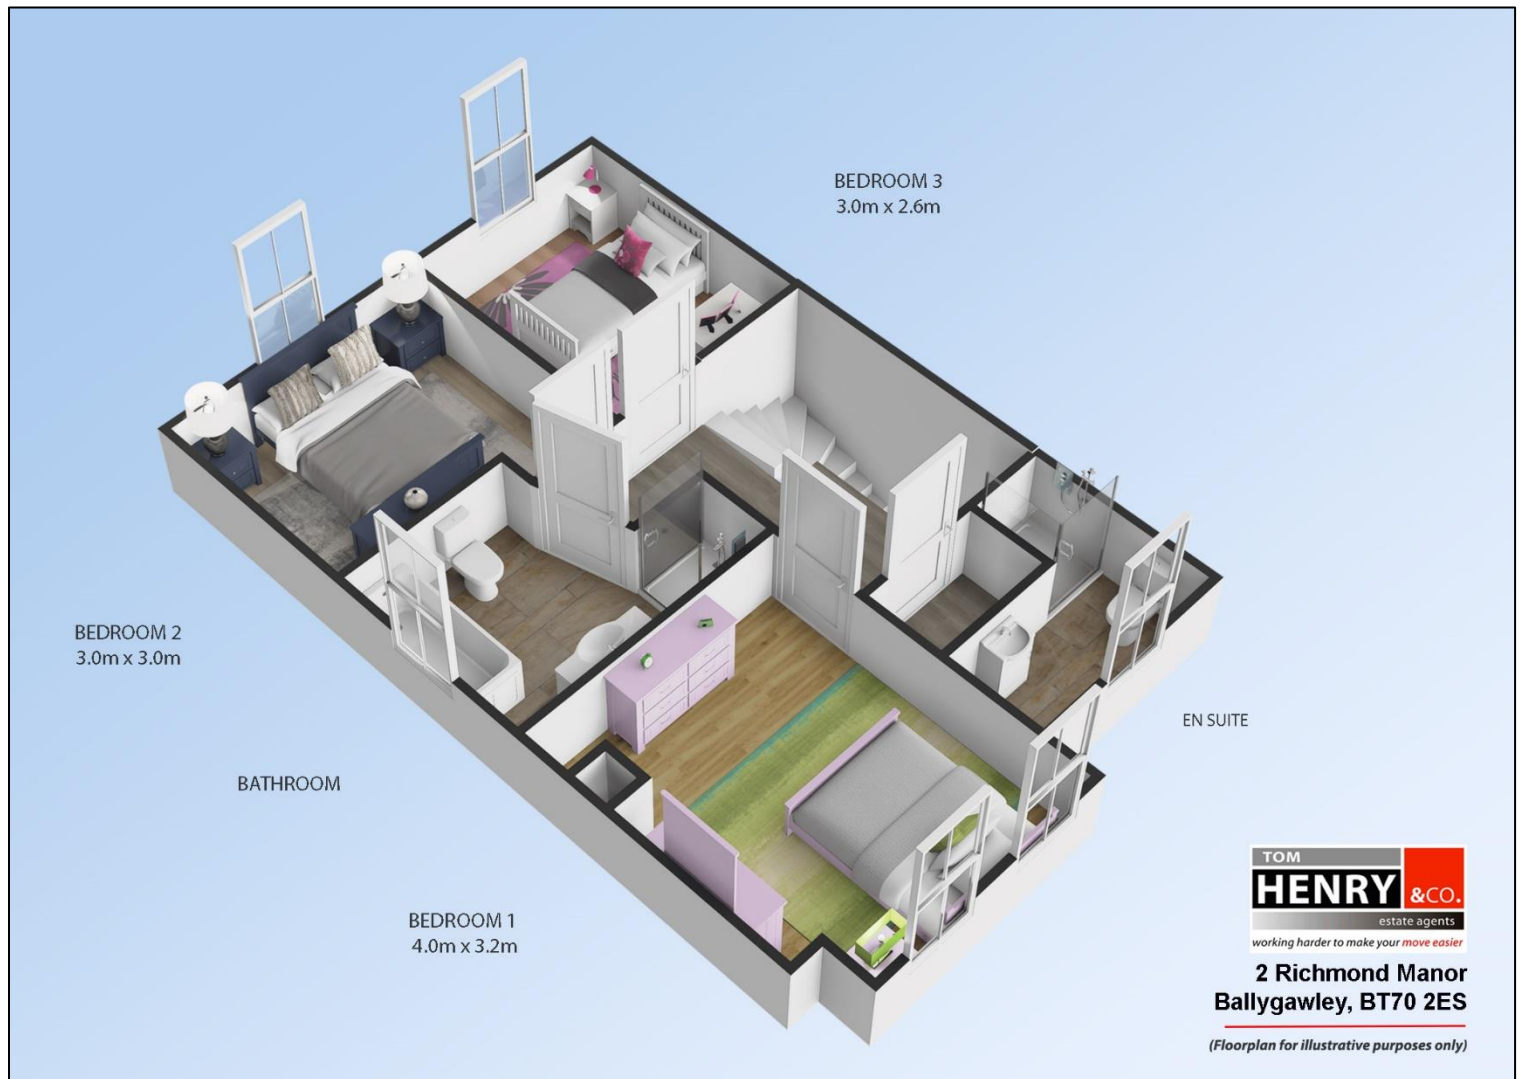 BEDROOM 3
3.0m x 2.6m
BEDROOM 2
3.0m x 3.0m
EN SUITE
BATHROOM
BEDROOM 1
4.0m x 3.2m
TOM
HENRY &CO.
estate agents
working harder to make your move easier
2 Richmond Manor
Ballygawley, BT70 2ES
(Floorplan for illustrative purposes only)